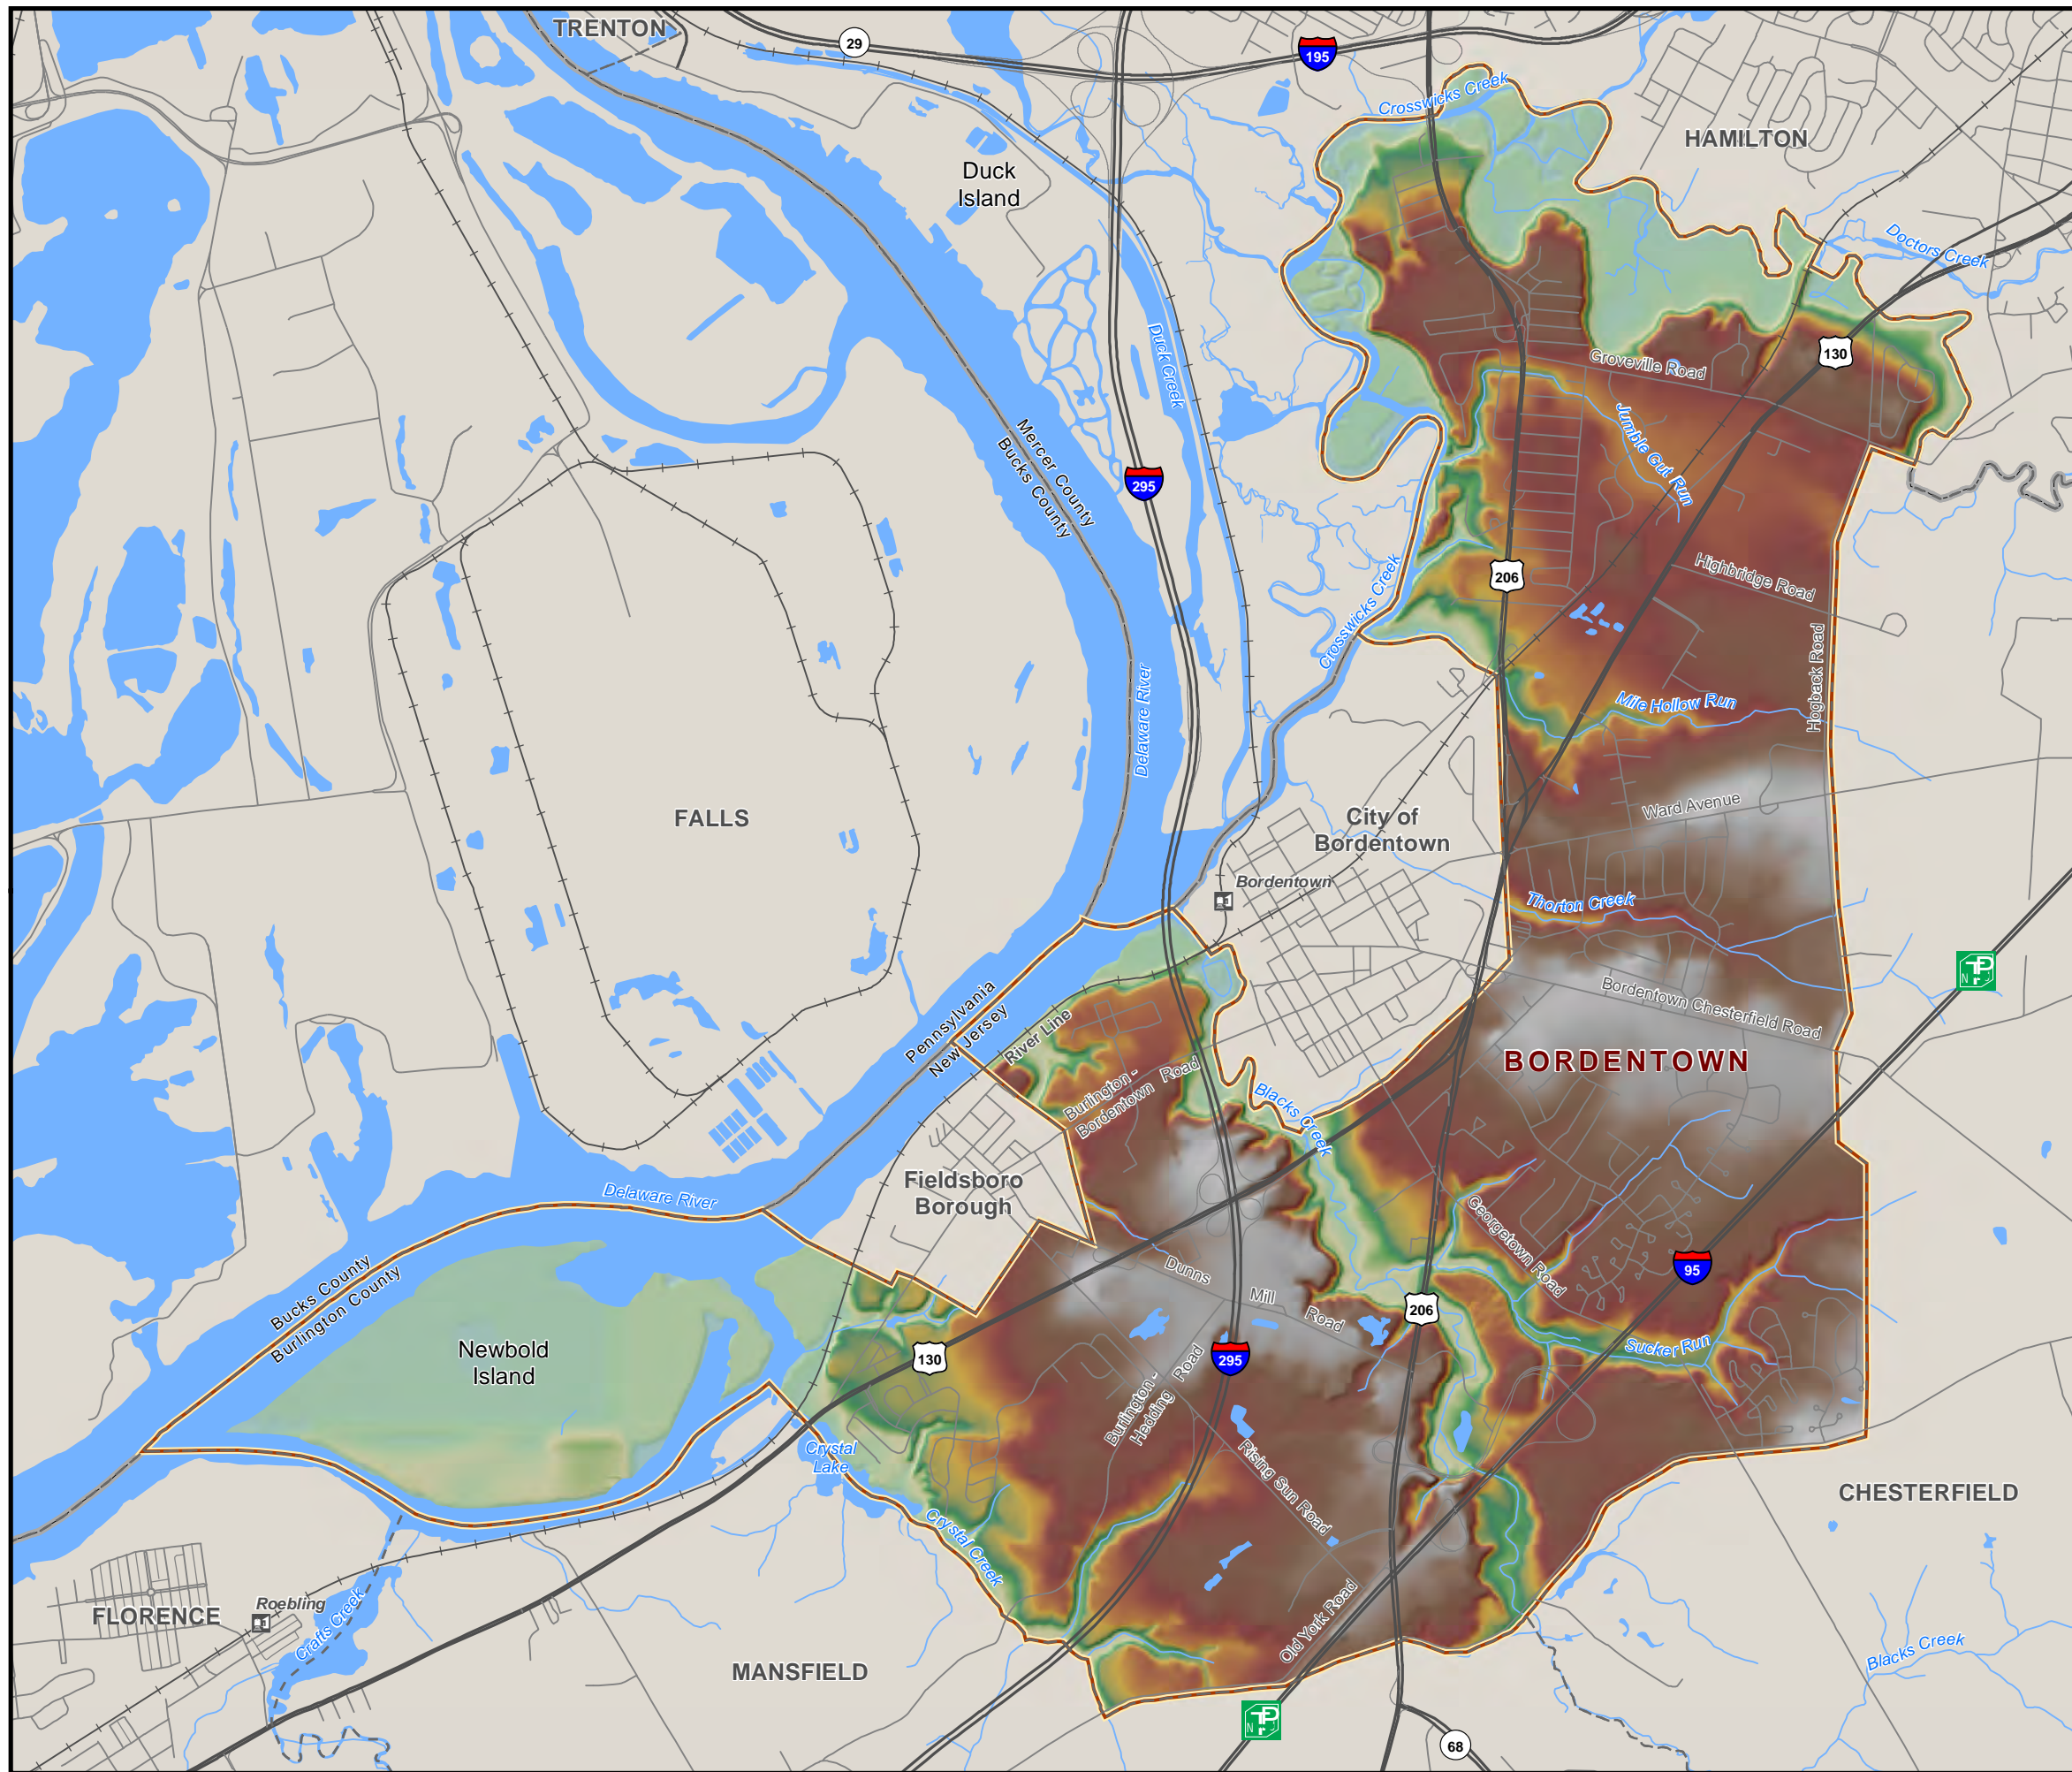 TRENTON
29
195
Crosswicks Creek
HAMILTON
Duck
Island
Doctors Creek
Duck Creek
130
Groveville Road
Jumble Gut Run
Mercer County
Bucks County
295
Highbridge Road
206
Crosswicks Creek
Hogback Road
Delaware River
Mile Hollow Run
FALLS
City of
Bordentown
Ward Avenue
Bordentown
Thorton Creek
NTPr
Bordentown Chesterfield Road
Pennsylvania
New Jersey
River Line
BORDENTOWN
Burlington -
Bordentown Road
Blacks Creek
Fieldsboro
Borough
Delaware River
Georgetown Road
95
Dunns Mill Road
Bucks County
Burlington County
206
Newbold
Island
130
295
Sucker Run
Burlington -
Hedding Road
Crystal
Lake
Rising Sun Road
CHESTERFIELD
Crystal Creek
Roebling
FLORENCE
Crafts Creek
Old York Road
Blacks Creek
MANSFIELD
NTPr
68